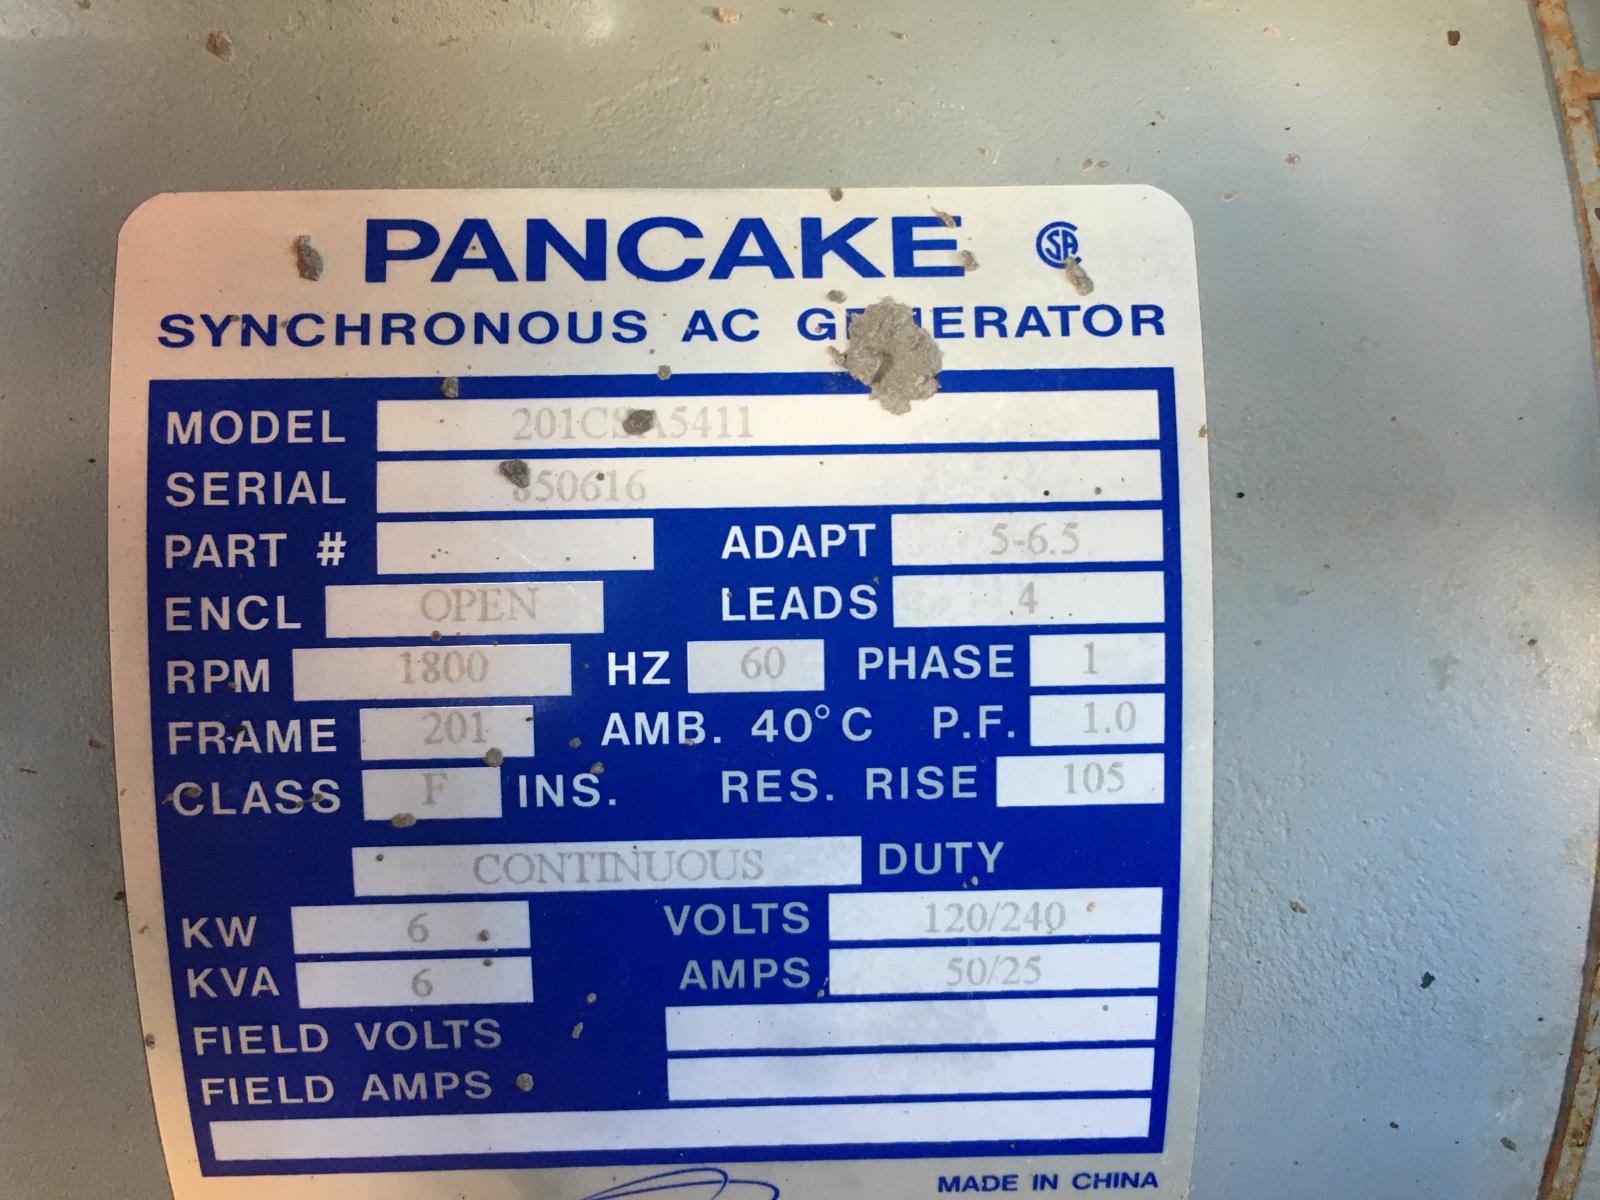 PANCAKE
SYNCHRONOUS AC GENERATOR
MODEL 201CSA5411
SERIAL 850616
PART # ADAPT 5-6.5
ENCL OPEN LEADS 4
RPM 1800 HZ 60 PHASE 1
FRAME 201 AMB. 40°C P.F. 1.0
CLASS F INS. RES. RISE 105
CONTINUOUS DUTY
KW 6 VOLTS 120/240
KVA 6 AMPS 50/25
FIELD VOLTS
FIELD AMPS
MADE IN CHINA